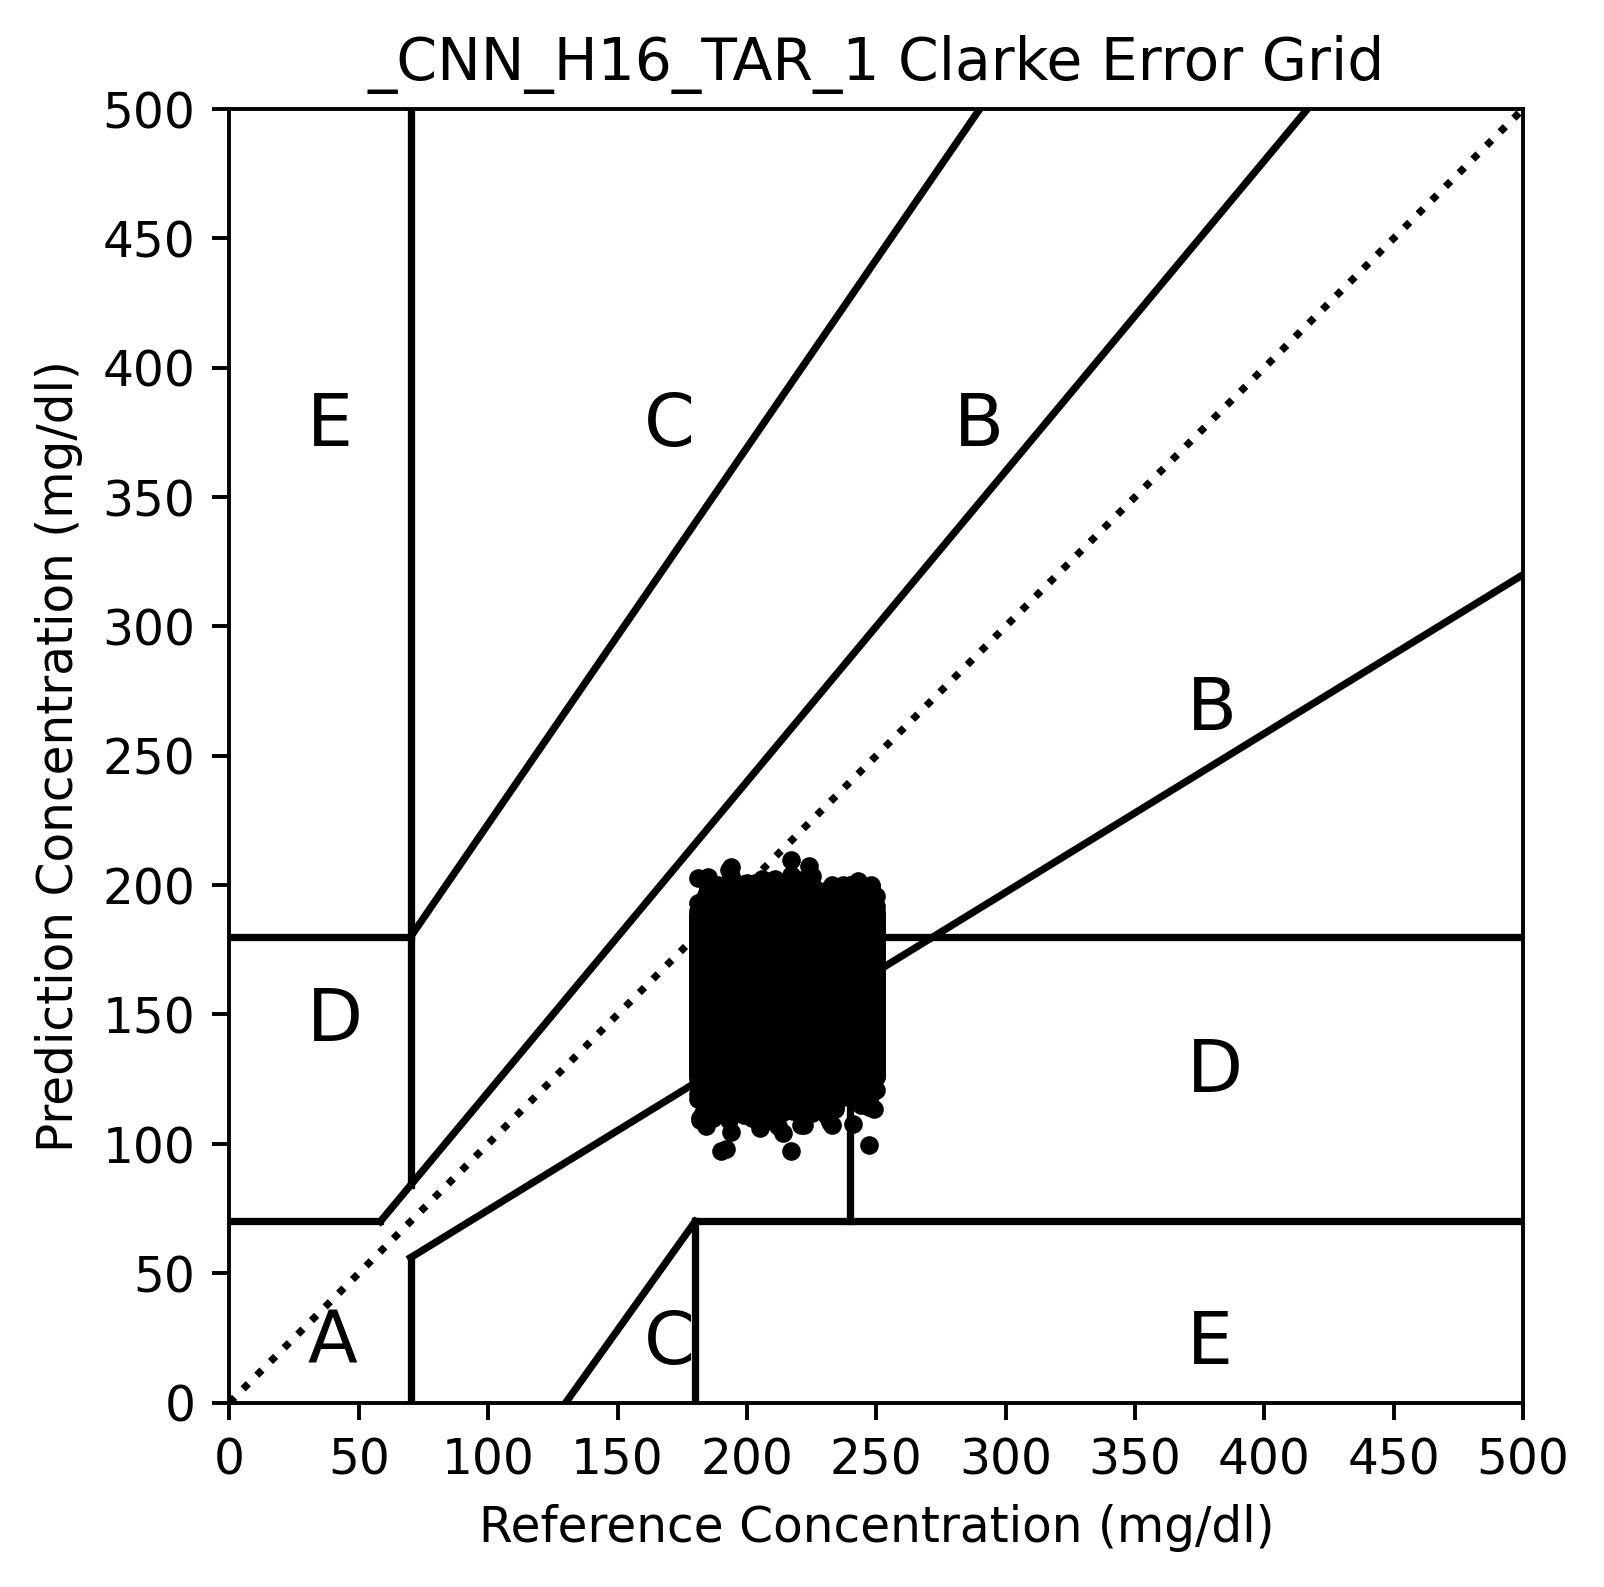 _CNN_H16_TAR_1 Clarke Error Grid
500
450
400
350
300
250
200
150
100
50
0
Prediction Concentration (mg/dl)
E
C
B
B
D
D
A
C
E
0 50 100 150 200 250 300 350 400 450 500
Reference Concentration (mg/dl)